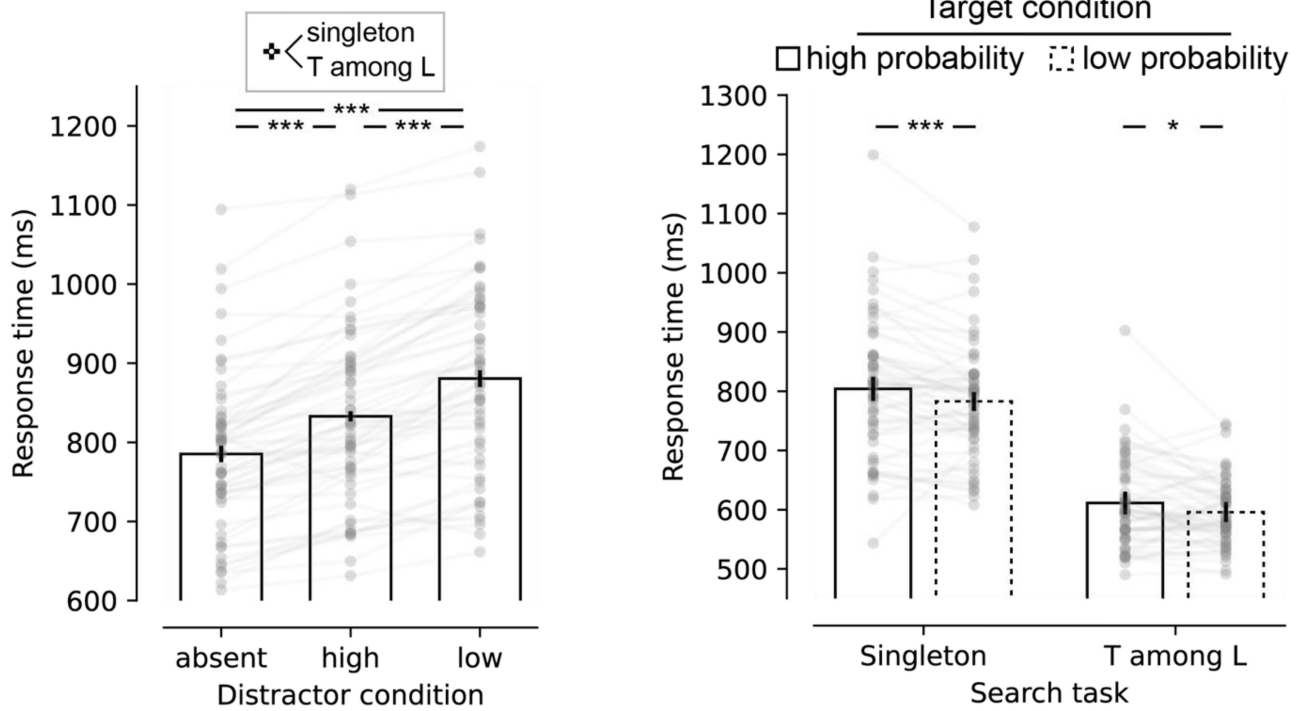 singleton
T among L
***
*** ***
1200
1100
1000
900
800
700
600
Response time (ms)
absent high low
Distractor condition
Target condition
high probability low probability
*** *
1300
1200
1100
1000
900
800
700
600
500
Response time (ms)
Singleton T among L
Search task